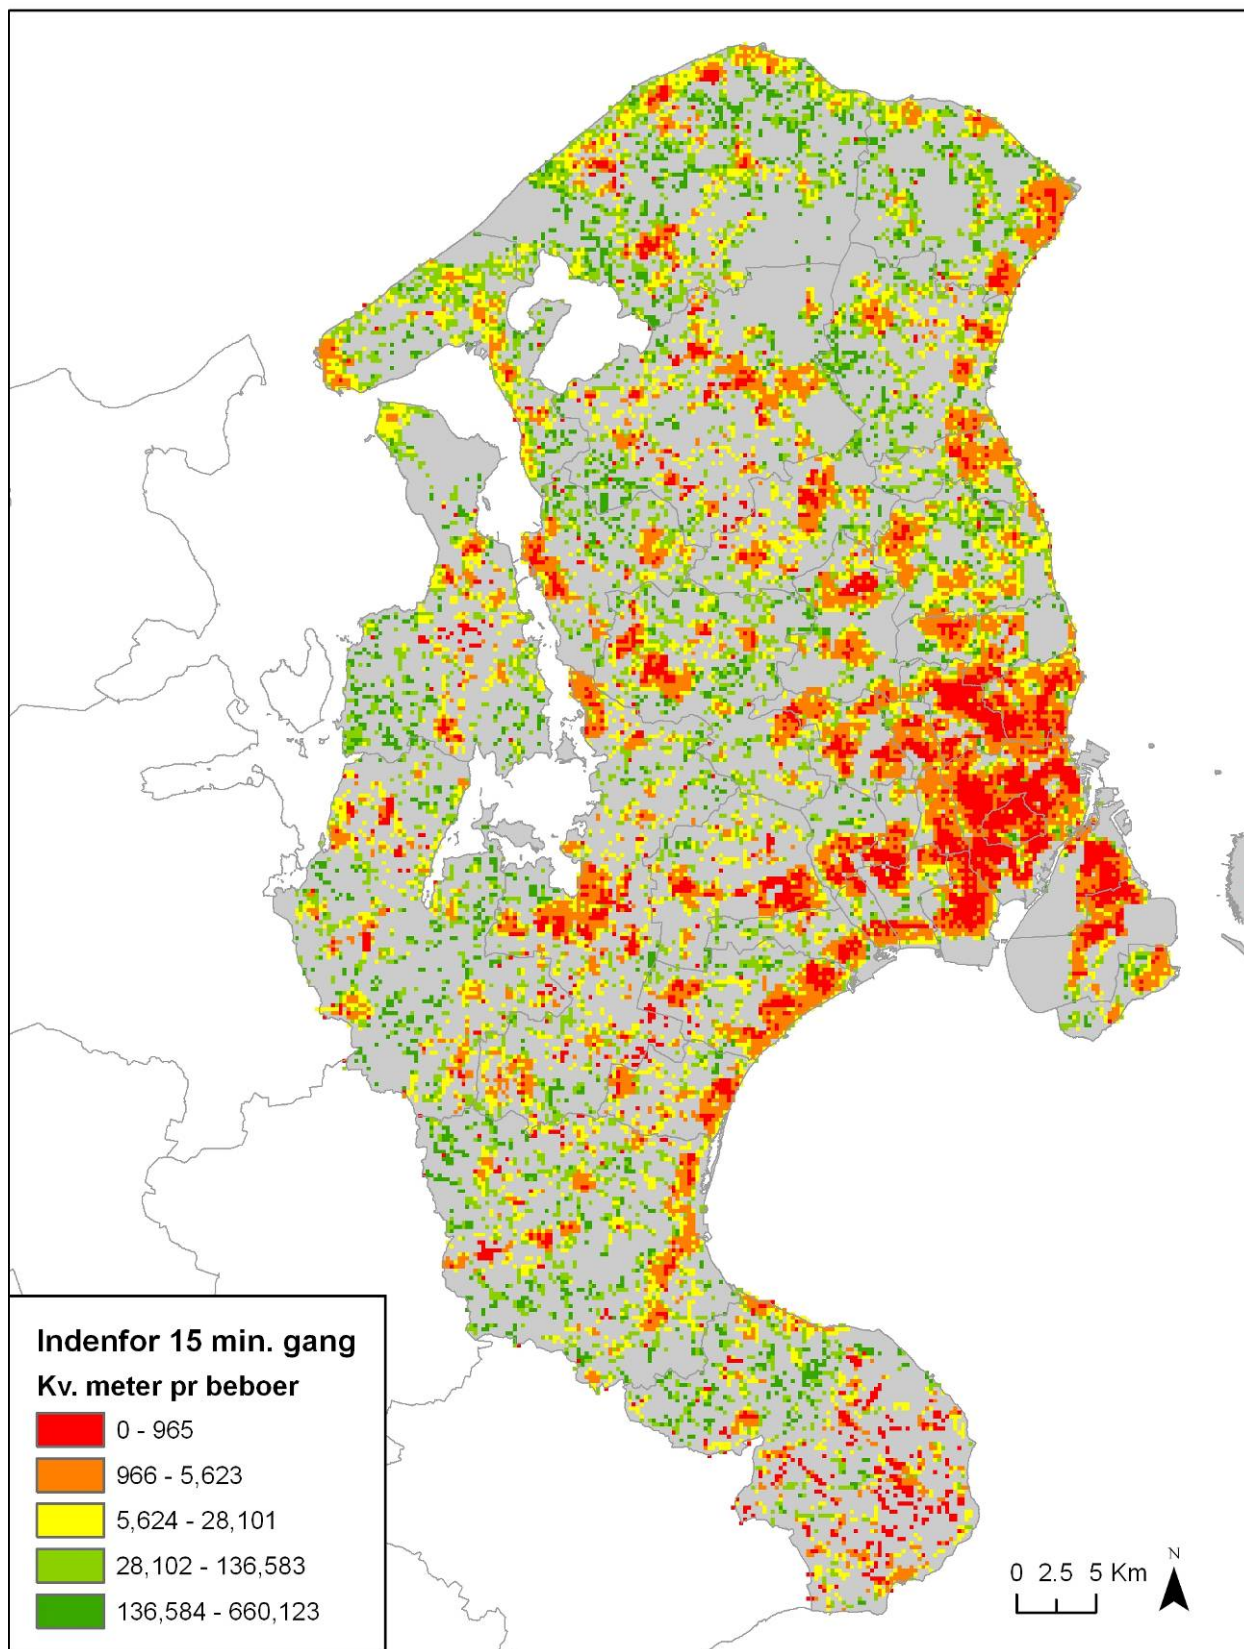 Indenfor 15 min. gang
Kv. meter pr beboer
0 - 965
966 - 5,623
5,624 - 28,101
28,102 - 136,583
136,584 - 660,123
0 2.5 5 Km
N